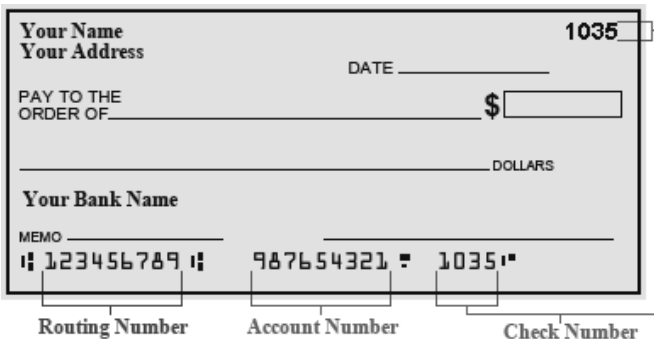 Your Name 1035
Your Address
DATE
PAY TO THE
ORDER OF $
DOLLARS
Your Bank Name
MEMO
⑆123456789⑆ 987654321⑈ 1035⑈
Routing Number Account Number Check Number